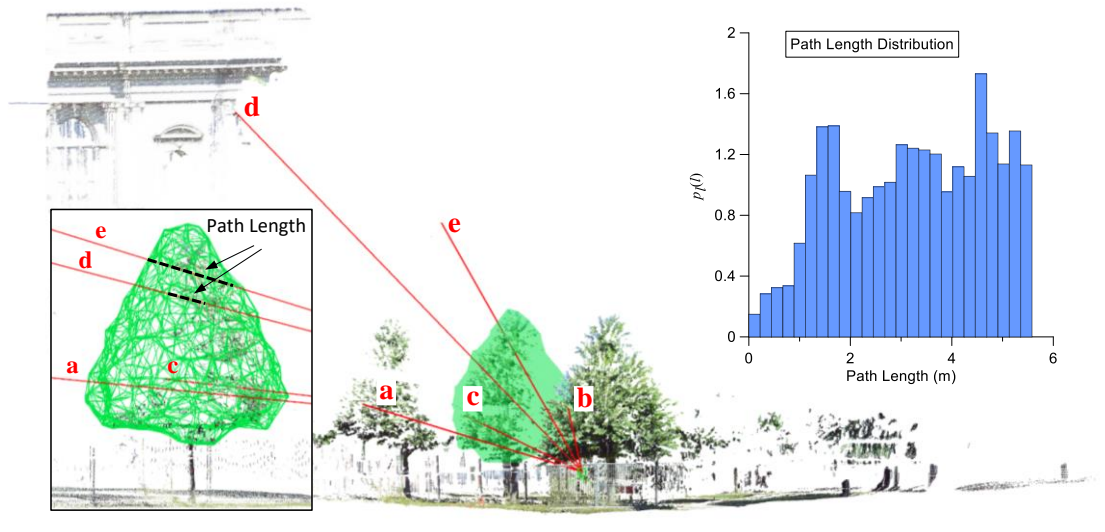 d
e
a
c
b
e
d
a
c
Path Length
Path Length Distribution
2
1.6
1.2
0.8
0.4
0
p_l(l)
0
2
4
6
Path Length (m)